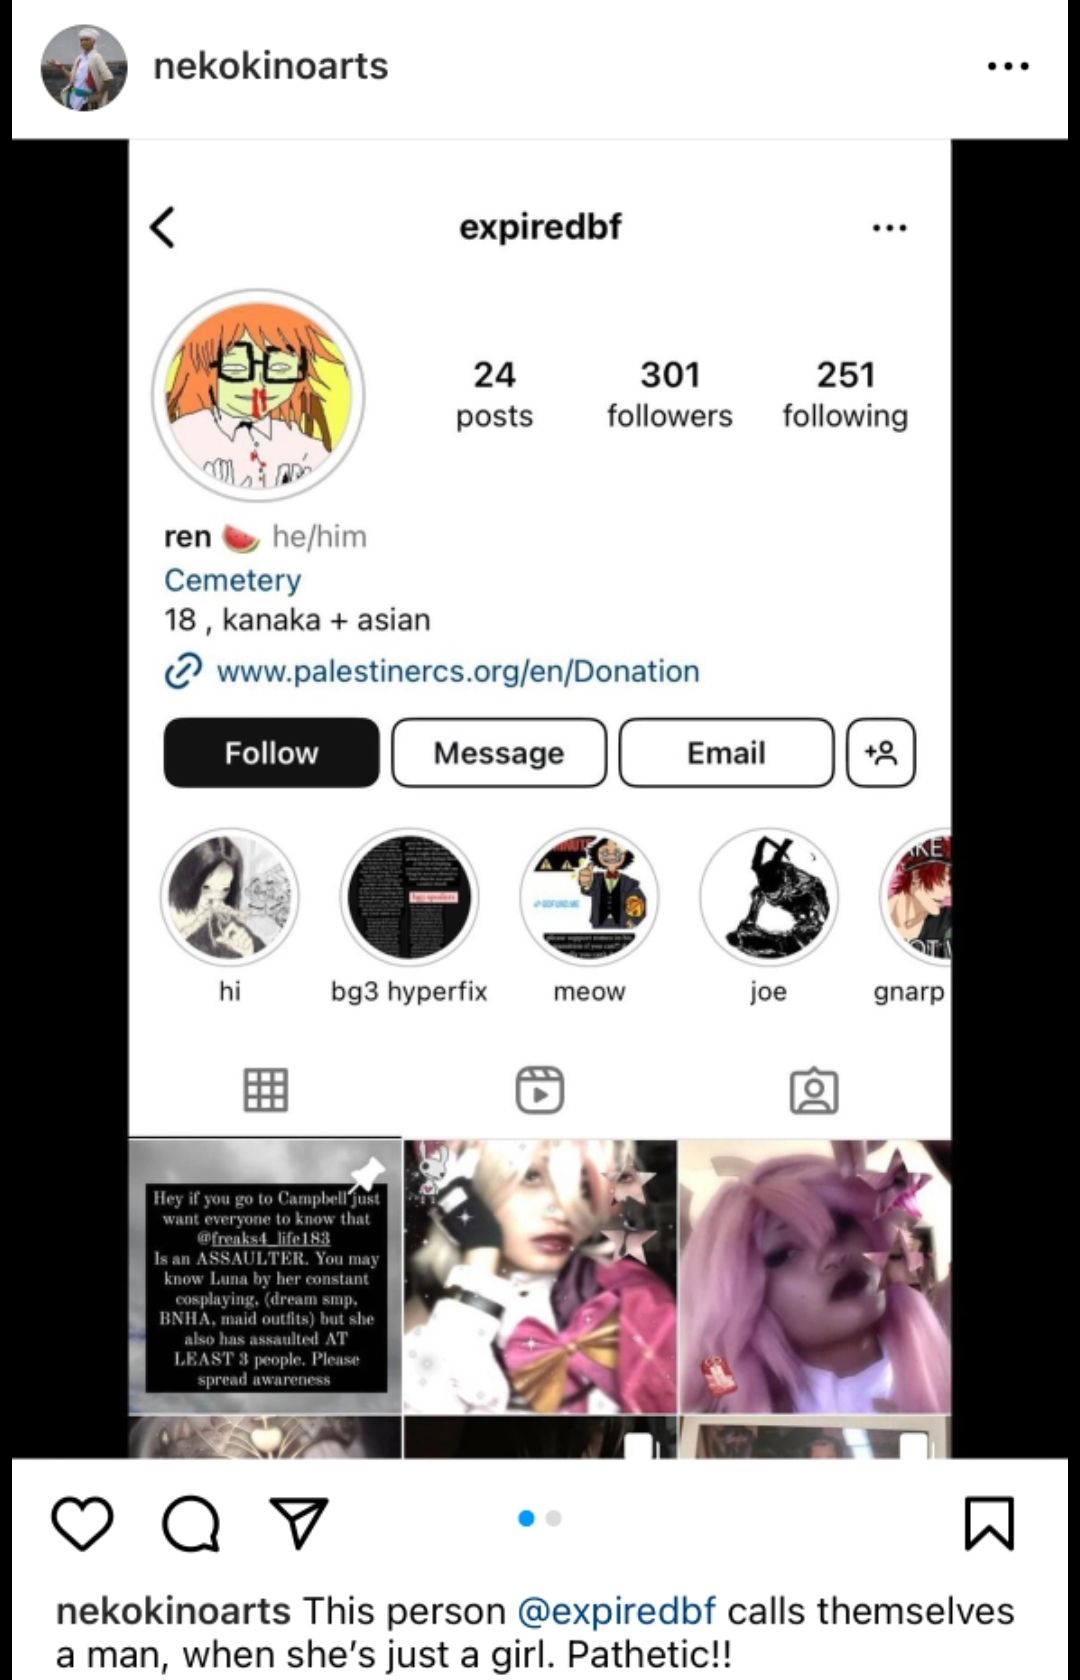 nekokinoarts
expiredbf
24
posts
301
followers
251
following
ren 🍉 he/him
Cemetery
18 , kanaka + asian
www.palestinercs.org/en/Donation
Follow
Message
Email
GOFUND.ME
hi
bg3 hyperfix
meow
joe
gnarp
Hey if you go to Campbell just
want everyone to know that
@freaks4_life183
Is an ASSAULTER. You may
know Luna by her constant
cosplaying, (dream smp,
BNHA, maid outfits) but she
also has assaulted AT
LEAST 3 people. Please
spread awareness
nekokinoarts This person @expiredbf calls themselves
a man, when she's just a girl. Pathetic!!